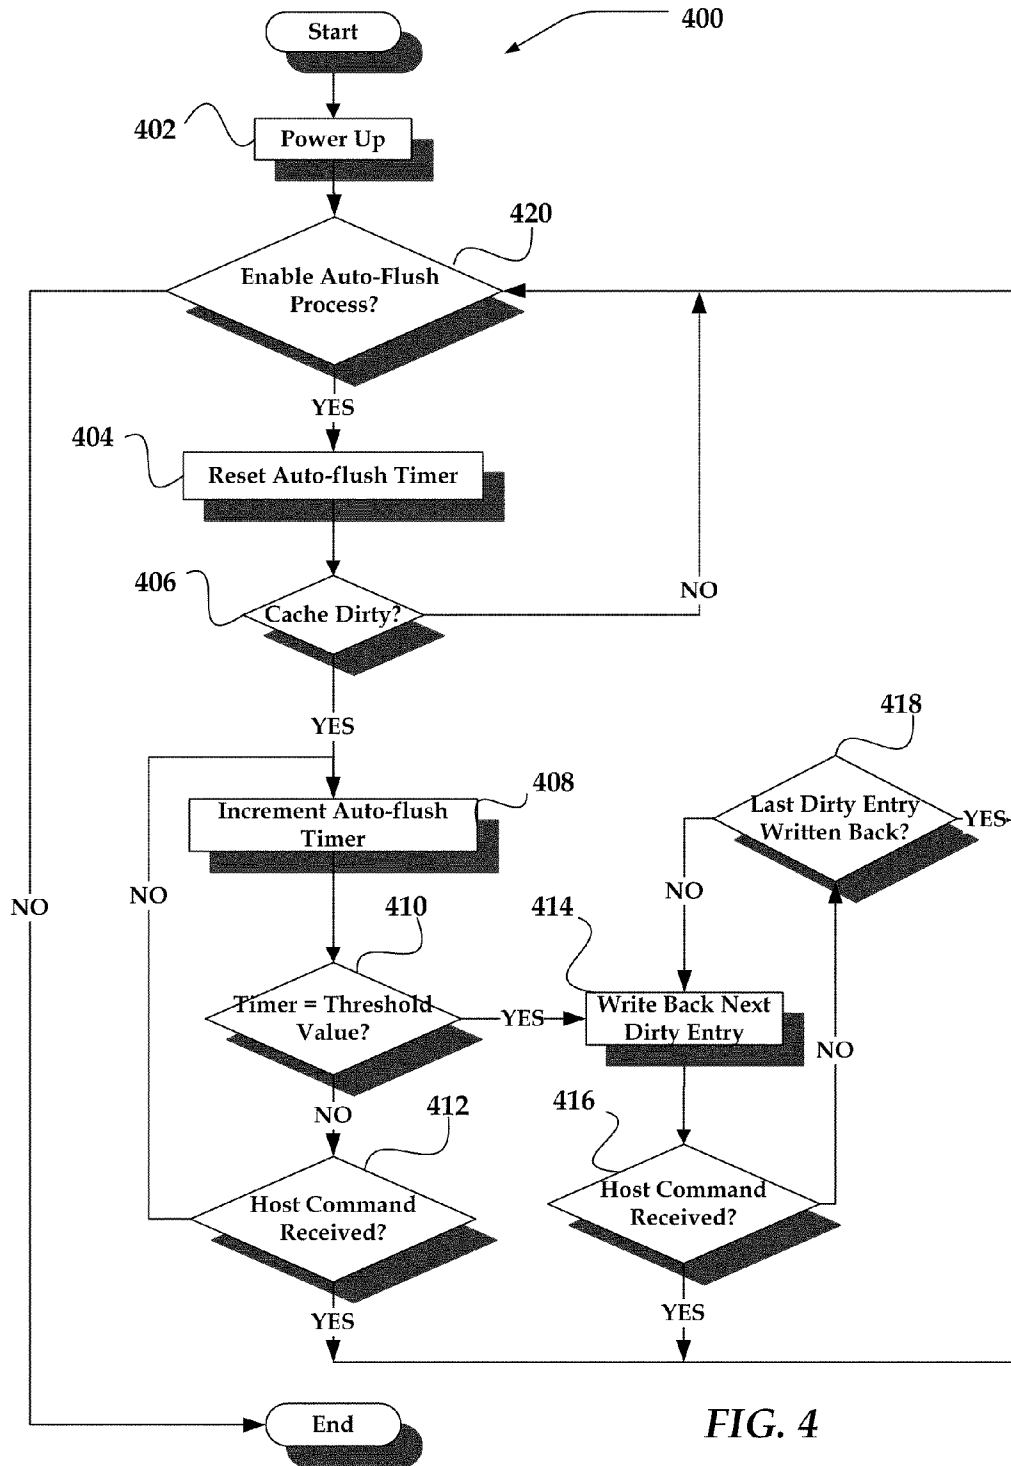 Start
400
402
Power Up
420
Enable Auto-Flush
Process?
YES
404
Reset Auto-flush Timer
406
Cache Dirty?
NO
YES
418
Last Dirty Entry
Written Back?
YES
408
Increment Auto-flush
Timer
NO
NO
NO
410
414
Timer = Threshold
Value?
YES
Write Back Next
Dirty Entry
NO
NO
412
416
Host Command
Received?
Host Command
Received?
YES
YES
End
FIG. 4